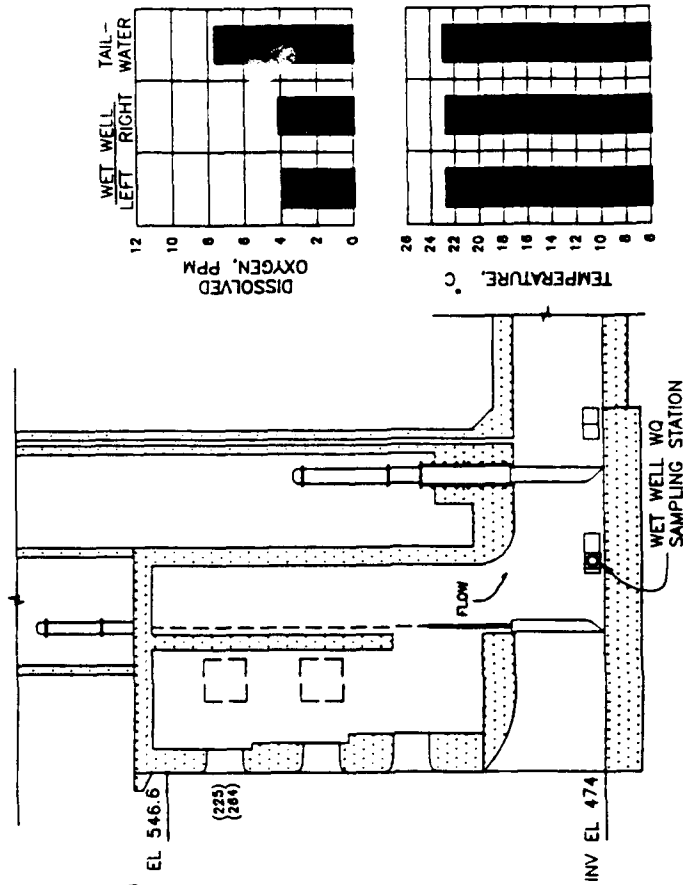 WET WELL
LEFT RIGHT
TAIL-
WATER
12
10
8
6
4
2
0
DISSOLVED
OXYGEN, PPM
26
24
22
20
18
16
14
12
10
8
6
TEMPERATURE, °C
EL 546.6
(225)
(264)
FLOW
INV EL 474
WET WELL WQ
SAMPLING STATION